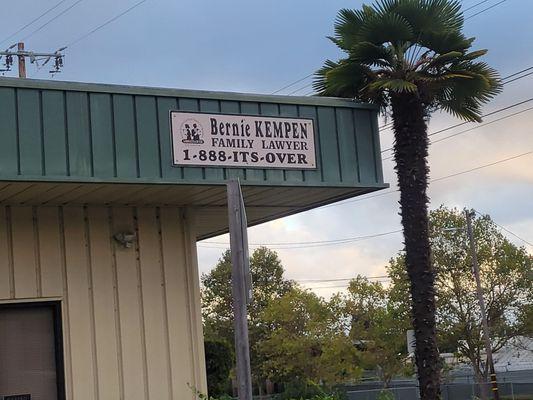 Bernie KEMPEN
FAMILY LAWYER
1-888-ITS-OVER